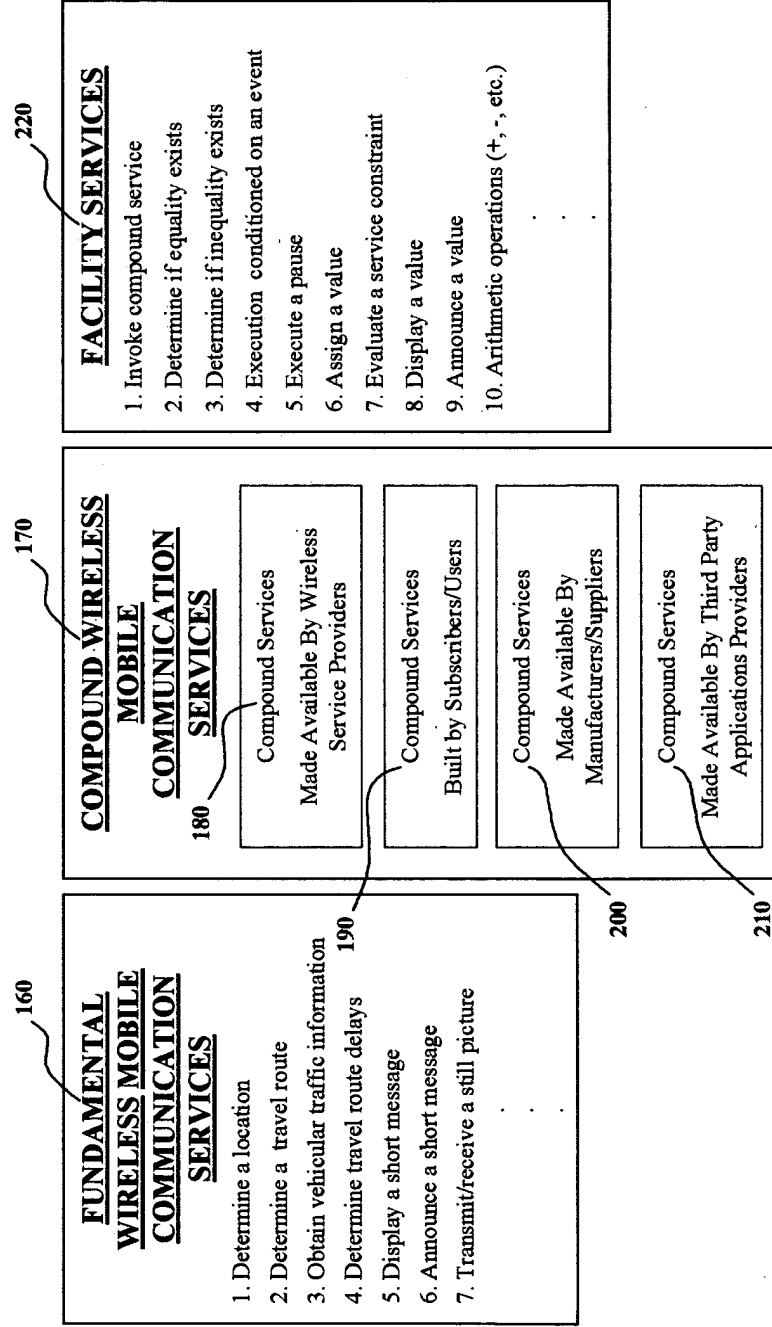 160
FUNDAMENTAL
WIRELESS MOBILE
COMMUNICATION
SERVICES
1. Determine a location
2. Determine a travel route
3. Obtain vehicular traffic information
4. Determine travel route delays
5. Display a short message
6. Announce a short message
7. Transmit/receive a still picture
.
.
.
170
COMPOUND WIRELESS
MOBILE
COMMUNICATION
SERVICES
180
Compound Services
Made Available By Wireless
Service Providers
190
Compound Services
Built by Subscribers/Users
200
Compound Services
Made Available By
Manufacturers/Suppliers
210
Compound Services
Made Available By Third Party
Applications Providers
220
FACILITY SERVICES
1. Invoke compound service
2. Determine if equality exists
3. Determine if inequality exists
4. Execution conditioned on an event
5. Execute a pause
6. Assign a value
7. Evaluate a service constraint
8. Display a value
9. Announce a value
10. Arithmetic operations (+, -, etc.)
.
.
.